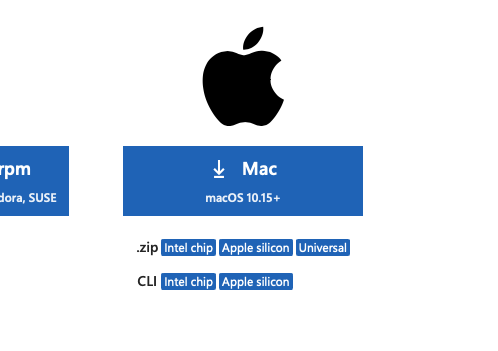 rpm
dora, SUSE
Mac
macOS 10.15+
.zip Intel chip Apple silicon Universal
CLI Intel chip Apple silicon